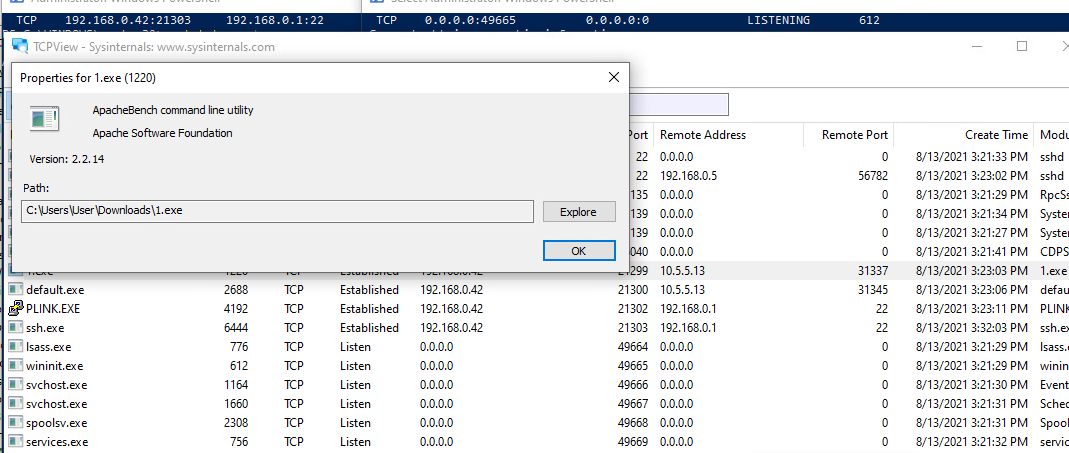 Administrator: Windows PowerShell Select Administrator: Windows PowerShell
TCP 192.168.0.42:21303 192.168.0.1:22 TCP 0.0.0.0:49665 0.0.0.0:0 LISTENING 612
TCPView - Sysinternals: www.sysinternals.com
Properties for 1.exe (1220)
ApacheBench command line utility
Apache Software Foundation
Version: 2.2.14
Path:
C:\Users\User\Downloads\1.exe
Explore
OK
Port Remote Address Remote Port Create Time Modu
22 0.0.0.0 0 8/13/2021 3:21:33 PM sshd
22 192.168.0.5 56782 8/13/2021 3:23:02 PM sshd
135 0.0.0.0 0 8/13/2021 3:21:29 PM RpcSs
139 0.0.0.0 0 8/13/2021 3:21:34 PM System
139 0.0.0.0 0 8/13/2021 3:21:27 PM System
040 0.0.0.0 0 8/13/2021 3:21:41 PM CDPS
1.exe 1220 TCP Established 192.168.0.42 21299 10.5.5.13 31337 8/13/2021 3:23:03 PM 1.exe
default.exe 2688 TCP Established 192.168.0.42 21300 10.5.5.13 31345 8/13/2021 3:23:06 PM defau
PLINK.EXE 4192 TCP Established 192.168.0.42 21302 192.168.0.1 22 8/13/2021 3:23:11 PM PLINK
ssh.exe 6444 TCP Established 192.168.0.42 21303 192.168.0.1 22 8/13/2021 3:32:03 PM ssh.ex
lsass.exe 776 TCP Listen 0.0.0.0 49664 0.0.0.0 0 8/13/2021 3:21:29 PM lsass.
wininit.exe 612 TCP Listen 0.0.0.0 49665 0.0.0.0 0 8/13/2021 3:21:29 PM winin
svchost.exe 1164 TCP Listen 0.0.0.0 49666 0.0.0.0 0 8/13/2021 3:21:30 PM Event
svchost.exe 1660 TCP Listen 0.0.0.0 49667 0.0.0.0 0 8/13/2021 3:21:31 PM Sched
spoolsv.exe 2308 TCP Listen 0.0.0.0 49668 0.0.0.0 0 8/13/2021 3:21:31 PM Spool
services.exe 756 TCP Listen 0.0.0.0 49669 0.0.0.0 0 8/13/2021 3:21:32 PM servic